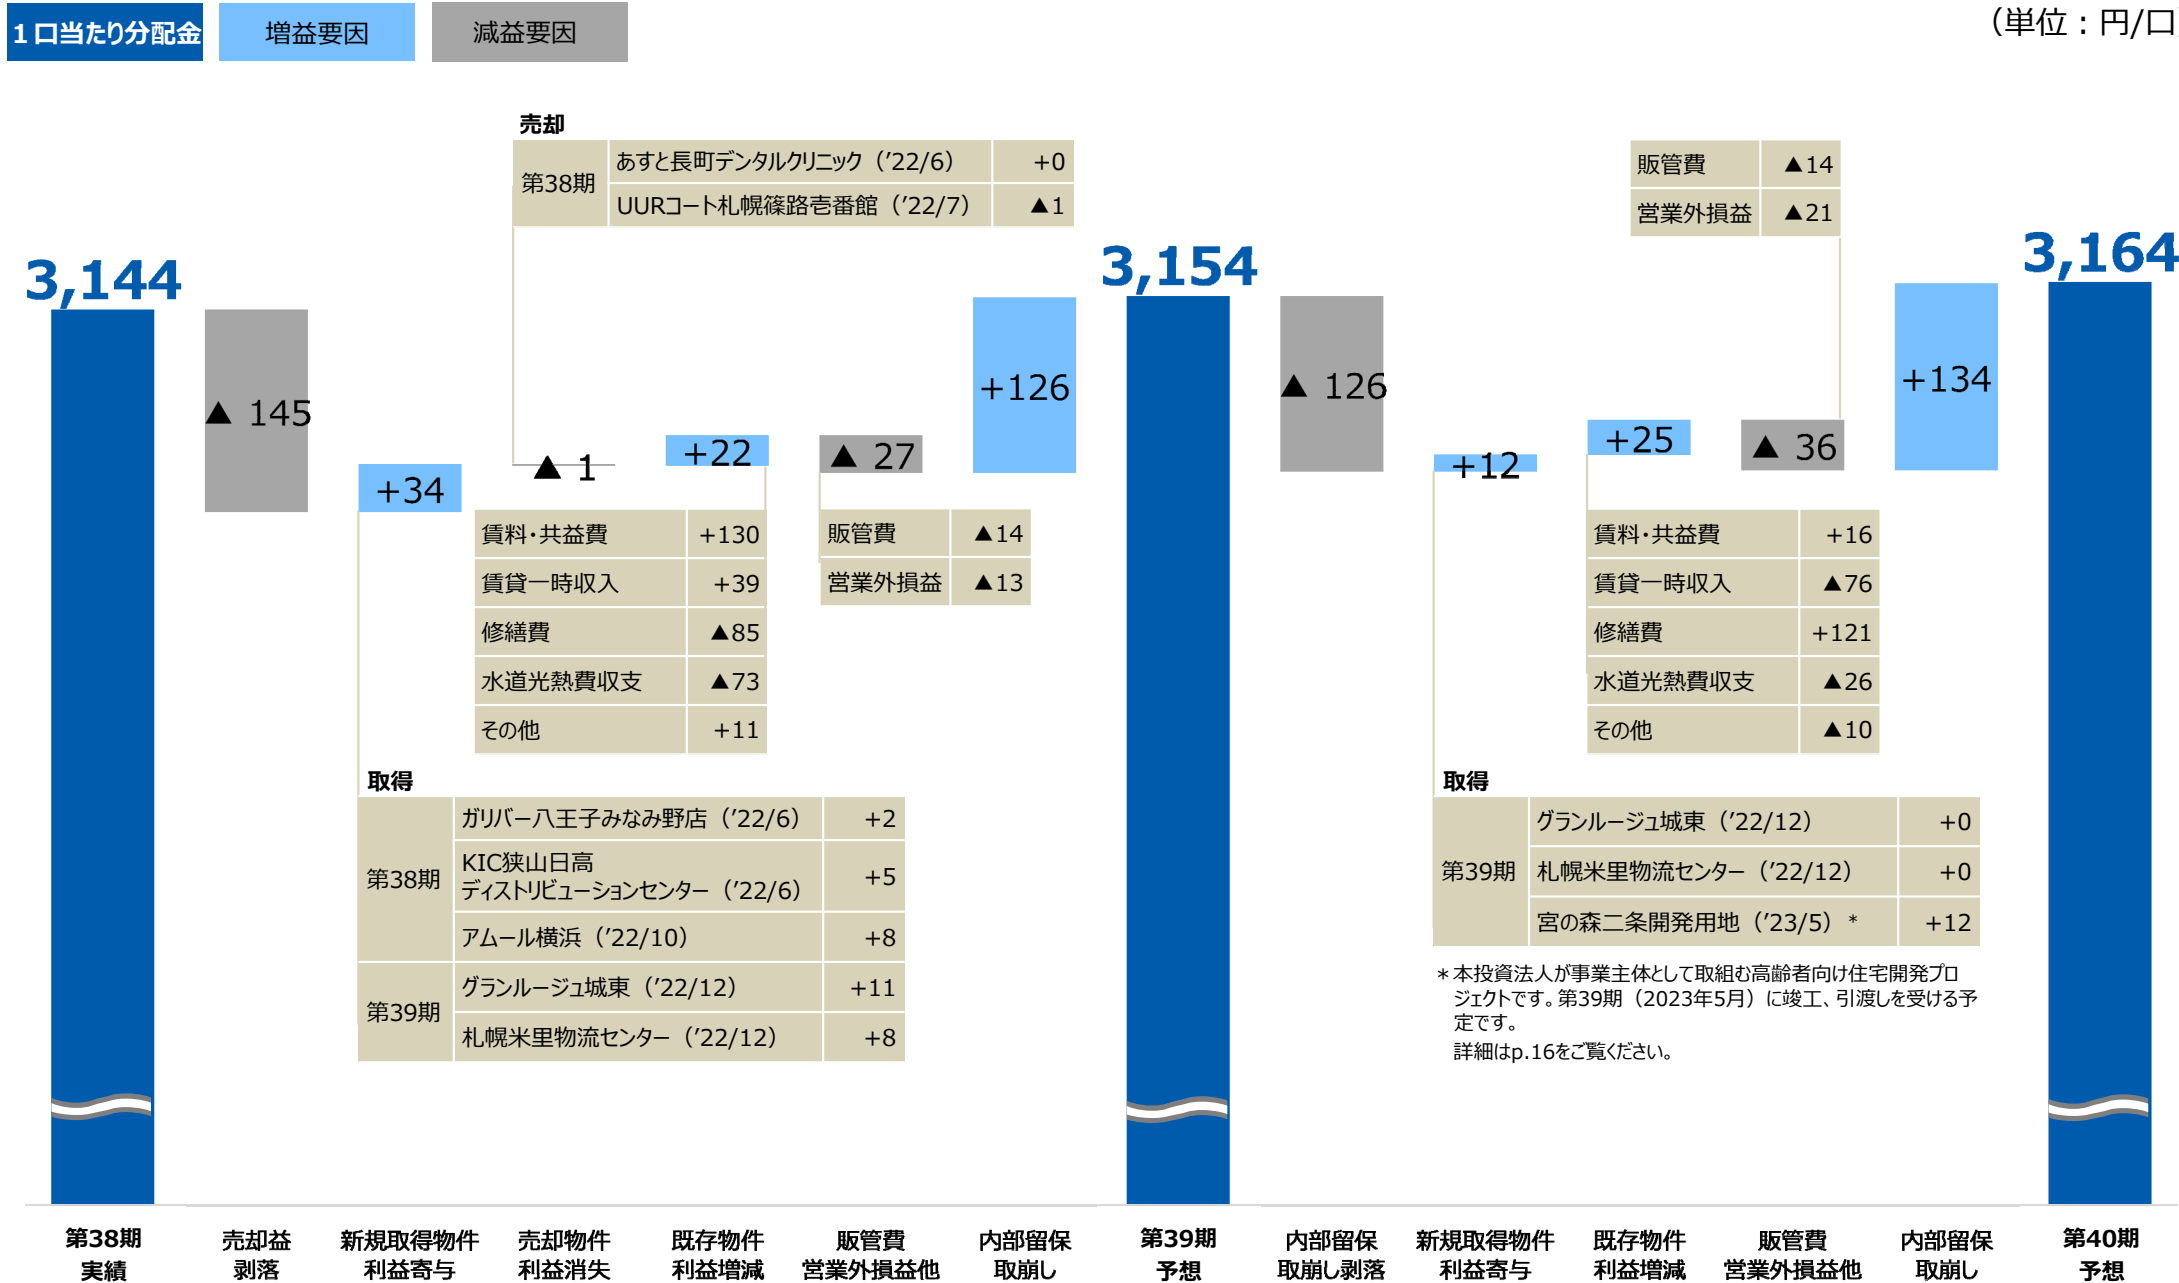 １口当たり分配金
増益要因
減益要因
（単位：円/口
売却
第38期
あすと長町デンタルクリニック（’22/6） +0
UURコート札幌篠路壱番館（’22/7） ▲1
販管費 ▲14
営業外損益 ▲21
3,144
▲ 145
+34
▲ 1
+22
▲ 27
+126
3,154
▲ 126
+12
+25
▲ 36
+134
3,164
賃料・共益費 +130
賃貸一時収入 +39
修繕費 ▲85
水道光熱費収支 ▲73
その他 +11
販管費 ▲14
営業外損益 ▲13
賃料・共益費 +16
賃貸一時収入 ▲76
修繕費 +121
水道光熱費収支 ▲26
その他 ▲10
取得
第38期
ガリバー八王子みなみ野店（’22/6） +2
KIC狭山日高
ディストリビューションセンター（’22/6） +5
アムール横浜（’22/10） +8
第39期
グランルージュ城東（’22/12） +11
札幌米里物流センター（’22/12） +8
取得
第39期
グランルージュ城東（’22/12） +0
札幌米里物流センター（’22/12） +0
宮の森二条開発用地（’23/5）* +12
＊本投資法人が事業主体として取組む高齢者向け住宅開発プロ
ジェクトです。第39期（2023年5月）に竣工、引渡しを受ける予
定です。
詳細はp.16をご覧ください。
第38期
実績
売却益
剥落
新規取得物件
利益寄与
売却物件
利益消失
既存物件
利益増減
販管費
営業外損益他
内部留保
取崩し
第39期
予想
内部留保
取崩し剥落
新規取得物件
利益寄与
既存物件
利益増減
販管費
営業外損益他
内部留保
取崩し
第40期
予想